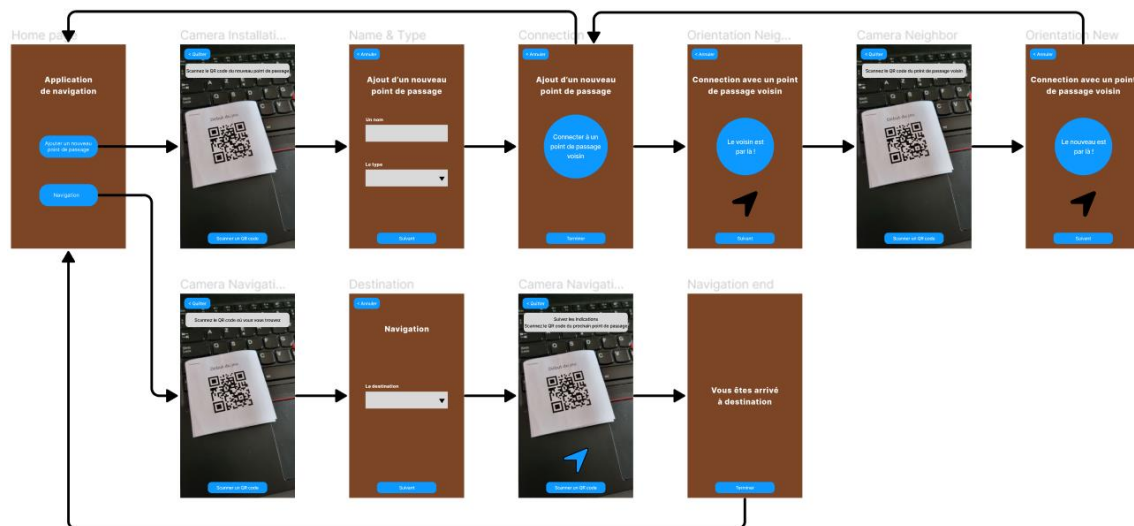 Home pa
Camera Installati...
Name & Type
Connection
Orientation Neig...
Camera Neighbor
Orientation New
Application
de navigation
Ajouter un nouveau
point de passage
Navigation
< Quitter
Scannez le QR code du nouveau point de passage
Scanner un QR code
< Annuler
Ajout d'un nouveau
point de passage
Un nom
Le type
Suivant
< Annuler
Ajout d'un nouveau
point de passage
Connecter à un
point de passage
voisin
Terminer
< Annuler
Connection avec un point
de passage voisin
Le voisin est
par là !
Suivant
< Quitter
Scannez le QR code du point de passage voisin
Scanner un QR code
< Annuler
Connection avec un point
de passage voisin
Le nouveau est
par là !
Suivant
Camera Navigati...
Destination
Camera Navigati...
Navigation end
< Quitter
Scannez le QR code où vous vous trouvez
Scanner un QR code
< Annuler
Navigation
La destination
Suivant
< Quitter
Suivez les indications
Scannez le QR code du prochain point de passage
Scanner un QR code
Vous êtes arrivé
à destination
Terminer